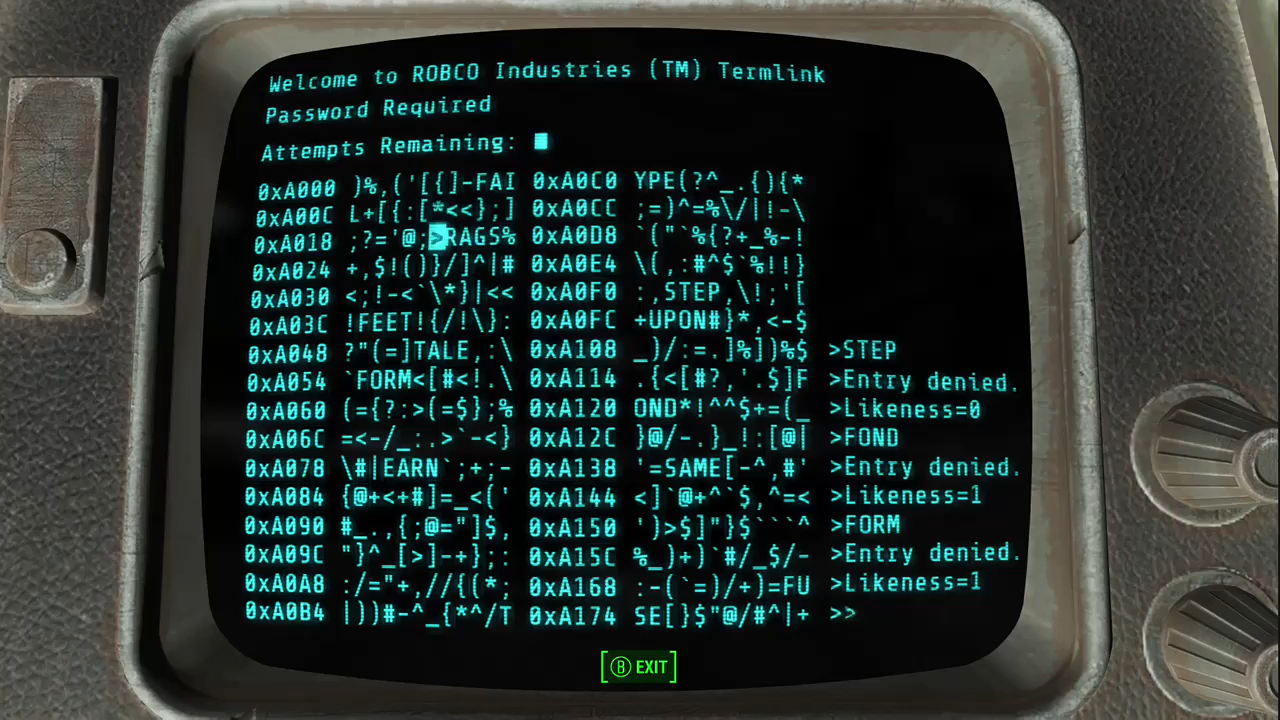 Welcome to ROBCO Industries (TM) Termlink
Password Required
Attempts Remaining: ■
0xA000 )%,('[{]-FAI 0xA0C0 YPE(?^_.{){*
0xA00C L+[{:[*<<};] 0xA0CC ;=)^=%\/|!-\
0xA018 ;?='@;>RAGS% 0xA0D8 `("`%{?+_%-!
0xA024 +,$!()}/]^|# 0xA0E4 \(,:#^$`%!!}
0xA030 <;!-<`\*}|<< 0xA0F0 :,STEP,\!;'[
0xA03C !FEET!{/!\}: 0xA0FC +UPON#}*,<-$
0xA048 ?"(=]TALE,:\ 0xA108 _)/:=.]%])%$ >STEP
0xA054 `FORM<[#<!.\ 0xA114 .{<[#?,'.$]F >Entry denied.
0xA060 (={?:>(=$};% 0xA120 OND*!^^$+=(_ >Likeness=0
0xA06C =<-/_:.>`-<} 0xA12C }@/-.}_!:[@| >FOND
0xA078 \#|EARN`;+;- 0xA138 '=SAME[-^,#' >Entry denied.
0xA084 {@+<+#]=_<(' 0xA144 <]`@+^`$,^=< >Likeness=1
0xA090 #_.,{;@="]$, 0xA150 ')>$]"}$```^ >FORM
0xA09C "}^_[>]-+};: 0xA15C %_)+)`#/_$/- >Entry denied.
0xA0A8 :/="+,//{(*; 0xA168 :-(`=)/+)=FU >Likeness=1
0xA0B4 |))#-^_{*^/T 0xA174 SE[}$"@/#^|+ >>
Ⓑ EXIT